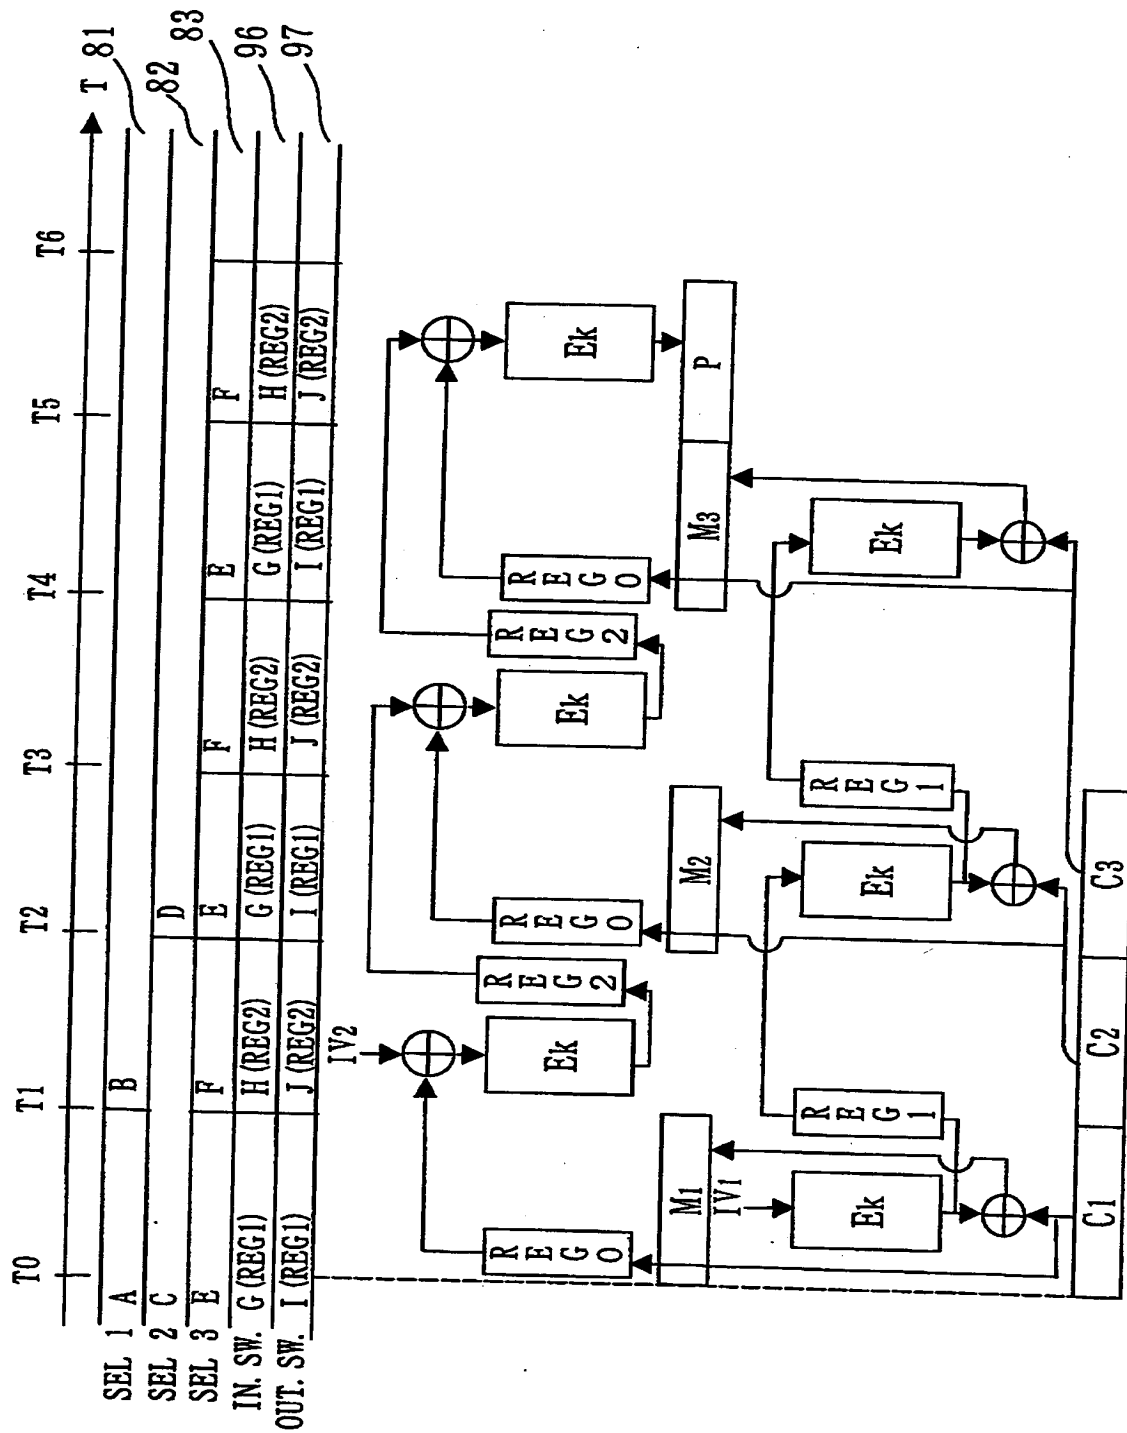 T0 T1 T2 T3 T4 T5 T6 T
SEL 1 A B 81
SEL 2 C D 82
SEL 3 E F E F E F 83
IN. SW. G (REG1) H (REG2) G (REG1) H (REG2) G (REG1) H (REG2) 96
OUT. SW. I (REG1) J (REG2) I (REG1) J (REG2) I (REG1) J (REG2) 97
IV2
REG0 Ek REG2 REG0 Ek REG2 REG0 Ek
M1 M2 M3 P
IV1
Ek REG1 Ek REG1 Ek
C1 C2 C3